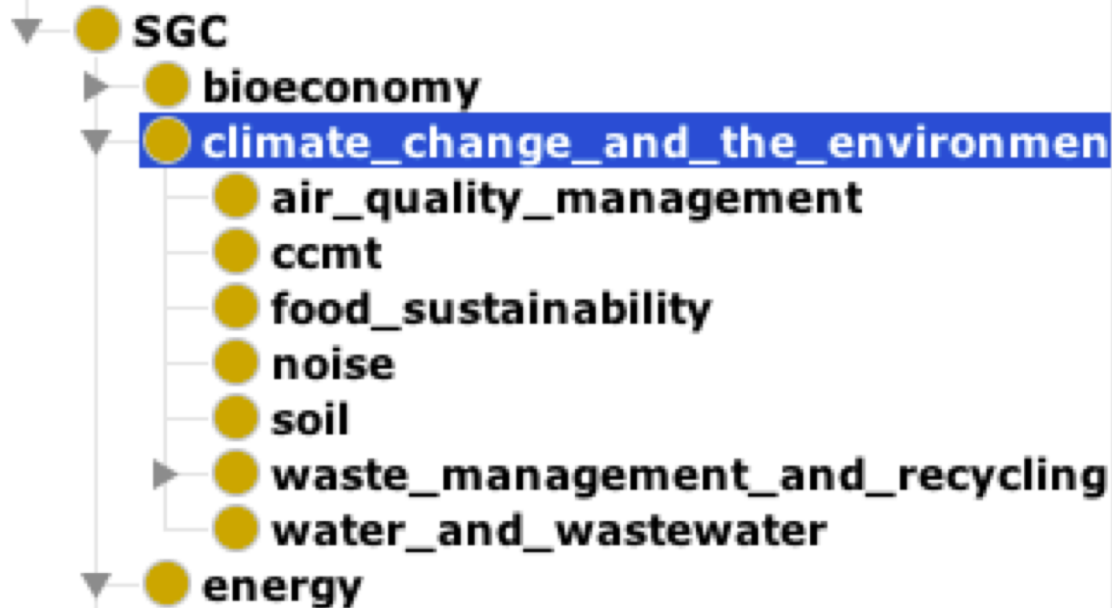 SGC
bioeconomy
climate_change_and_the_environmen
air_quality_management
ccmt
food_sustainability
noise
soil
waste_management_and_recycling
water_and_wastewater
energy